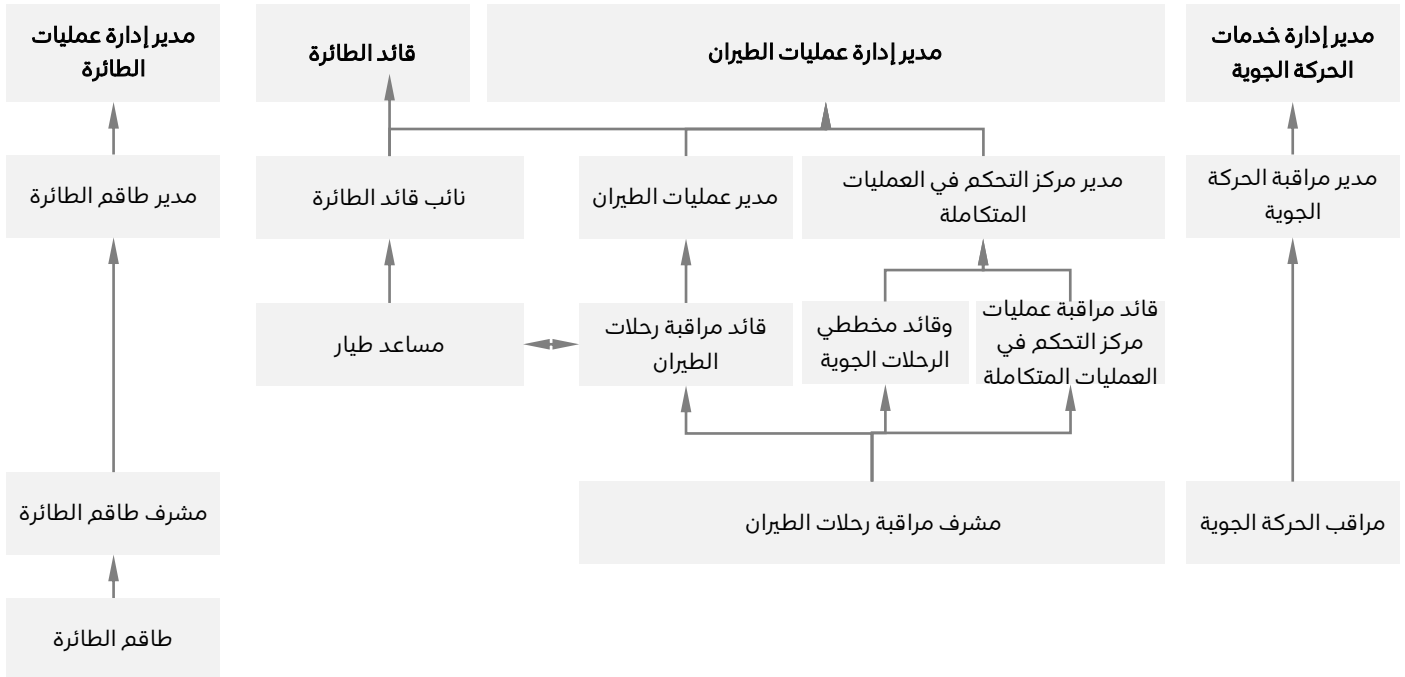 مدير إدارة خدمات
الحركة الجوية
مدير إدارة عمليات الطيران
قائد الطائرة
مدير إدارة عمليات
الطائرة
مدير مراقبة الحركة
الجوية
مدير مركز التحكم في العمليات
المتكاملة
مدير عمليات الطيران
نائب قائد الطائرة
مدير طاقم الطائرة
قائد مراقبة عمليات
مركز التحكم في
العمليات المتكاملة
وقائد مخططي
الرحلات الجوية
قائد مراقبة رحلات
الطيران
مساعد طيار
مراقب الحركة الجوية
مشرف مراقبة رحلات الطيران
مشرف طاقم الطائرة
طاقم الطائرة